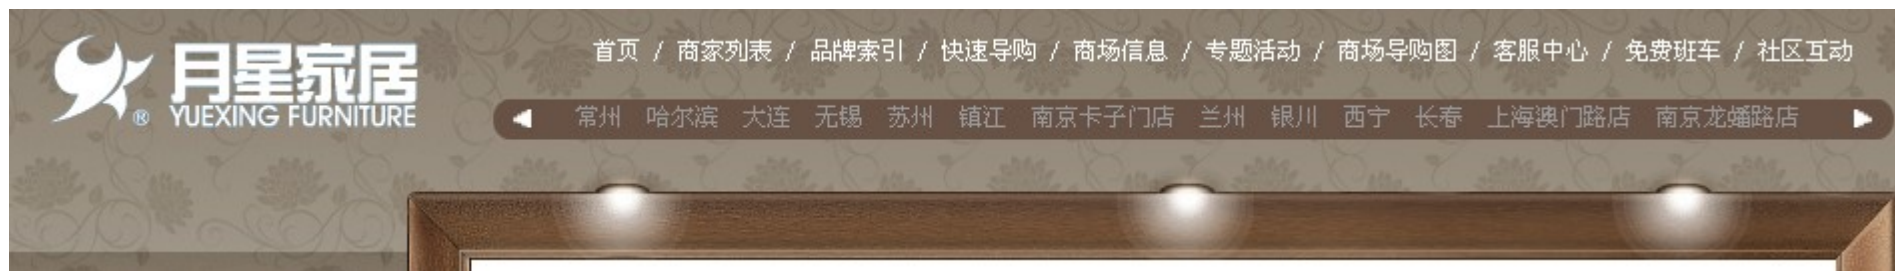 月星家居
® YUEXING FURNITURE
首页 / 商家列表 / 品牌索引 / 快速导购 / 商场信息 / 专题活动 / 商场导购图 / 客服中心 / 免费班车 / 社区互动
常州 哈尔滨 大连 无锡 苏州 镇江 南京卡子门店 兰州 银川 西宁 长春 上海澳门路店 南京龙蟠路店